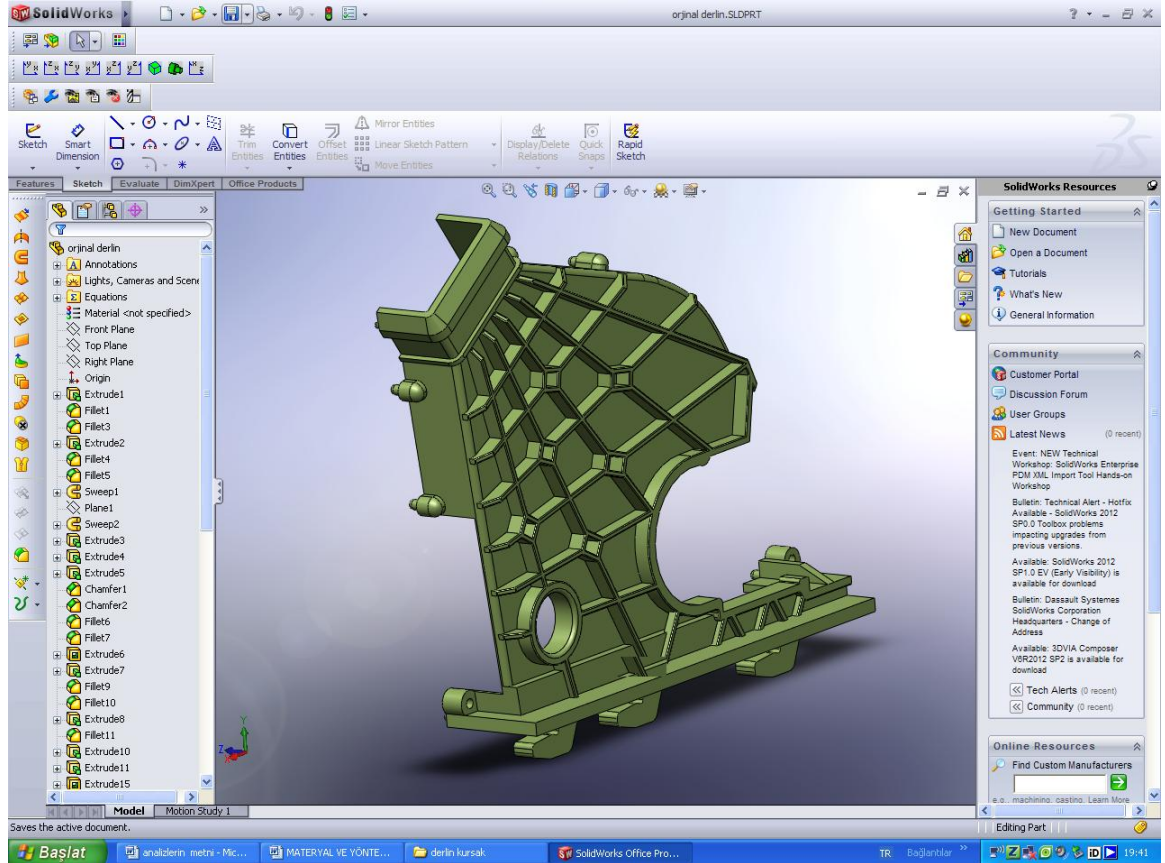 SolidWorks
orjinal derlin.SLDPRT
Sketch
Smart Dimension
Trim Entities
Convert Entities
Offset Entities
Mirror Entities
Linear Sketch Pattern
Move Entities
Display/Delete Relations
Quick Snaps
Rapid Sketch
Features Sketch Evaluate DimXpert Office Products
orjinal derlin
Annotations
Lights, Cameras and Scene
Equations
Material <not specified>
Front Plane
Top Plane
Right Plane
Origin
Extrude1
Fillet1
Fillet3
Extrude2
Fillet4
Fillet5
Sweep1
Plane1
Sweep2
Extrude3
Extrude4
Extrude5
Chamfer1
Chamfer2
Fillet6
Fillet7
Extrude6
Extrude7
Fillet9
Fillet10
Extrude8
Fillet11
Extrude10
Extrude11
Extrude15
Y
Z
Model Motion Study 1
SolidWorks Resources
Getting Started
New Document
Open a Document
Tutorials
What's New
General Information
Community
Customer Portal
Discussion Forum
User Groups
Latest News (0 recent)
Event: NEW Technical
Workshop: SolidWorks Enterprise
PDM XML Import Tool Hands-on
Workshop
Bulletin: Technical Alert - Hotfix
Available - SolidWorks 2012
SP0.0 Toolbox problems
impacting upgrades from
previous versions.
Available: SolidWorks 2012
SP1.0 EV (Early Visibility) is
available for download
Bulletin: Dassault Systemes
SolidWorks Corporation
Headquarters - Change of
Address
Available: 3DVIA Composer
V6R2012 SP2 is available for
download
Tech Alerts (0 recent)
Community (0 recent)
Online Resources
Find Custom Manufacturers
e.g., machining, casting, Learn More
Saves the active document.
Editing Part
Başlat
analizlerin metni - Mic...
MATERYAL VE YÖNTE...
derlin kursak
SolidWorks Office Pro...
TR
Bağlantılar
19:41